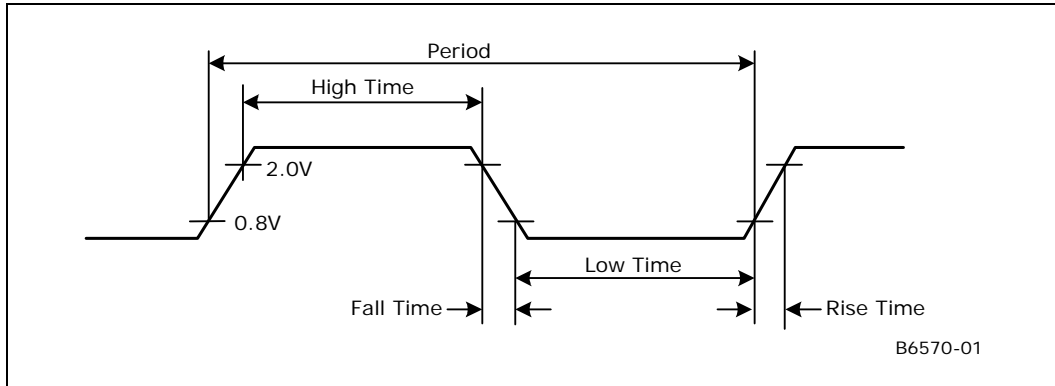 Period
High Time
2.0V
0.8V
Low Time
Fall Time
Rise Time
B6570-01